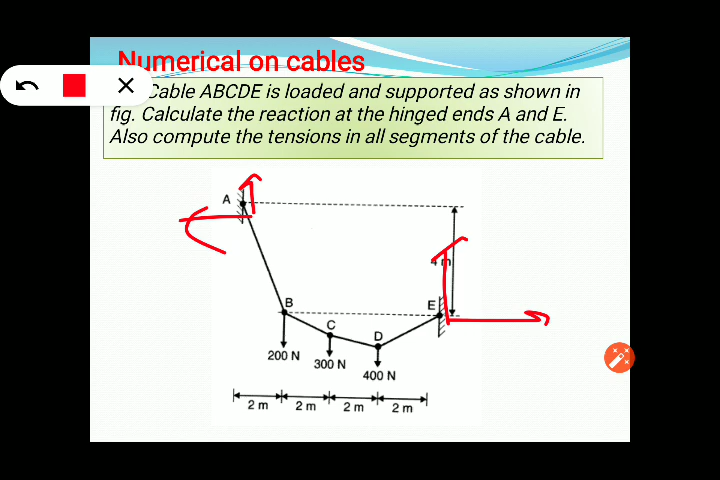 Numerical on cables
Cable ABCDE is loaded and supported as shown in
fig. Calculate the reaction at the hinged ends A and E.
Also compute the tensions in all segments of the cable.
A
4 m
B
E
C
D
200 N
300 N
400 N
2 m 2 m 2 m 2 m